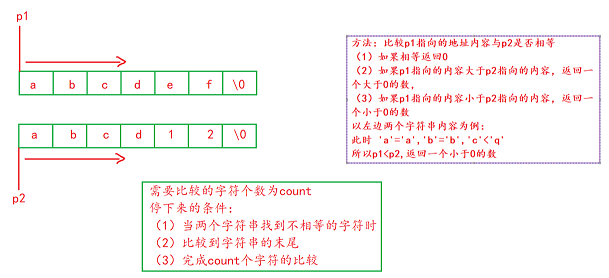 p1
a b c d e f \0
a b c d 1 2 \0
p2
方法：比较p1指向的地址内容与p2是否相等
（1）如果相等返回0
（2）如果p1指向的内容大于p2指向的内容，返回一
个大于0的数，
（3）如果p1指向的内容小于p2指向的内容，返回一
个小于0的数
以左边两个字符串内容为例：
此时 'a'='a','b'='b','c'<'q'
所以p1<p2,返回一个小于0的数
需要比较的字符个数为count
停下来的条件：
（1）当两个字符串找到不相等的字符时
（2）比较到字符串的末尾
（3）完成count个字符的比较